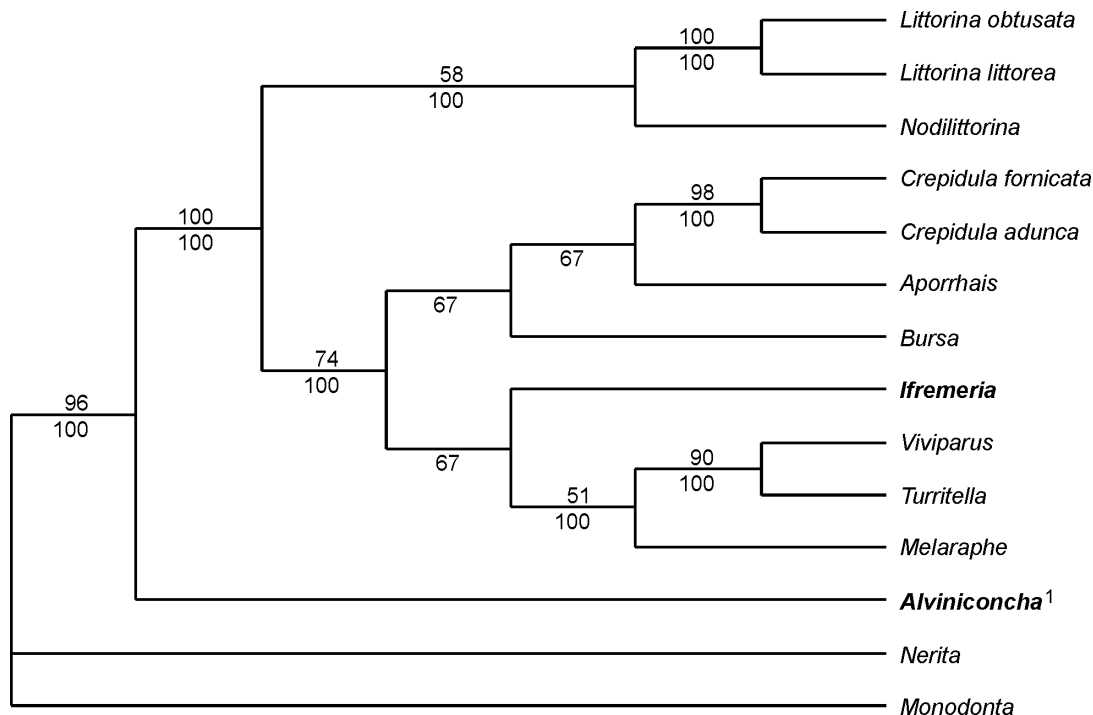 Littorina obtusata
100
100
Littorina littorea
58
100
Nodilittorina
Crepidula fornicata
98
100
Crepidula adunca
100
100
67
Aporrhais
67
Bursa
74
100
Ifremeria
96
100
67
Viviparus
90
100
Turritella
51
100
Melaraphe
Alviniconcha¹
Nerita
Monodonta